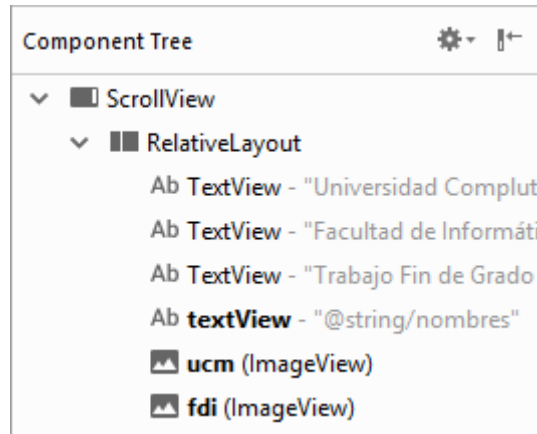 Component Tree
ScrollView
RelativeLayout
Ab TextView - "Universidad Complut
Ab TextView - "Facultad de Informáti
Ab TextView - "Trabajo Fin de Grado
Ab textView - "@string/nombres"
ucm (ImageView)
fdi (ImageView)